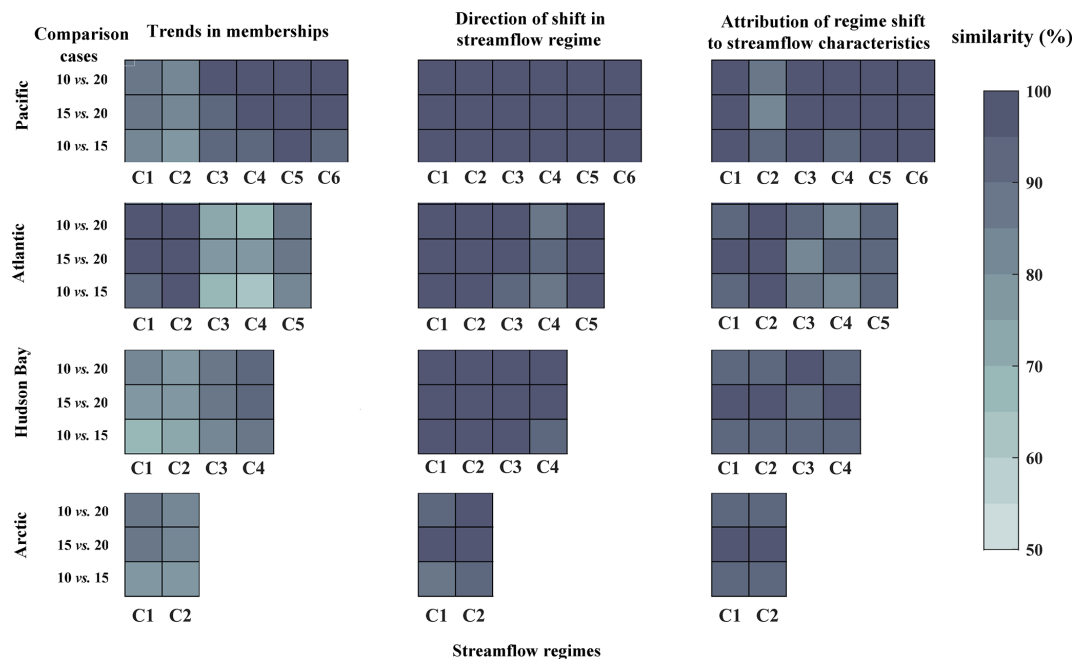 Comparison cases
Trends in memberships
Direction of shift in streamflow regime
Attribution of regime shift to streamflow characteristics
similarity (%)
Pacific
10 vs. 20
15 vs. 20
10 vs. 15
C1 C2 C3 C4 C5 C6
C1 C2 C3 C4 C5 C6
C1 C2 C3 C4 C5 C6
Atlantic
10 vs. 20
15 vs. 20
10 vs. 15
C1 C2 C3 C4 C5
C1 C2 C3 C4 C5
C1 C2 C3 C4 C5
Hudson Bay
10 vs. 20
15 vs. 20
10 vs. 15
C1 C2 C3 C4
C1 C2 C3 C4
C1 C2 C3 C4
Arctic
10 vs. 20
15 vs. 20
10 vs. 15
C1 C2
C1 C2
C1 C2
Streamflow regimes
100
90
80
70
60
50